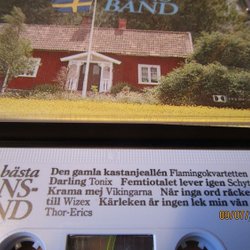 BAND
bästa
Den gamla kastanjeallén Flamingokvartetten
Darling Tonix Femtiotalet lever igen Schyt
Krama mej Vikingarna När inga ord räcke
till Wizex Kärleken är ingen lek min vän
Thor-Erics
NS-
ND